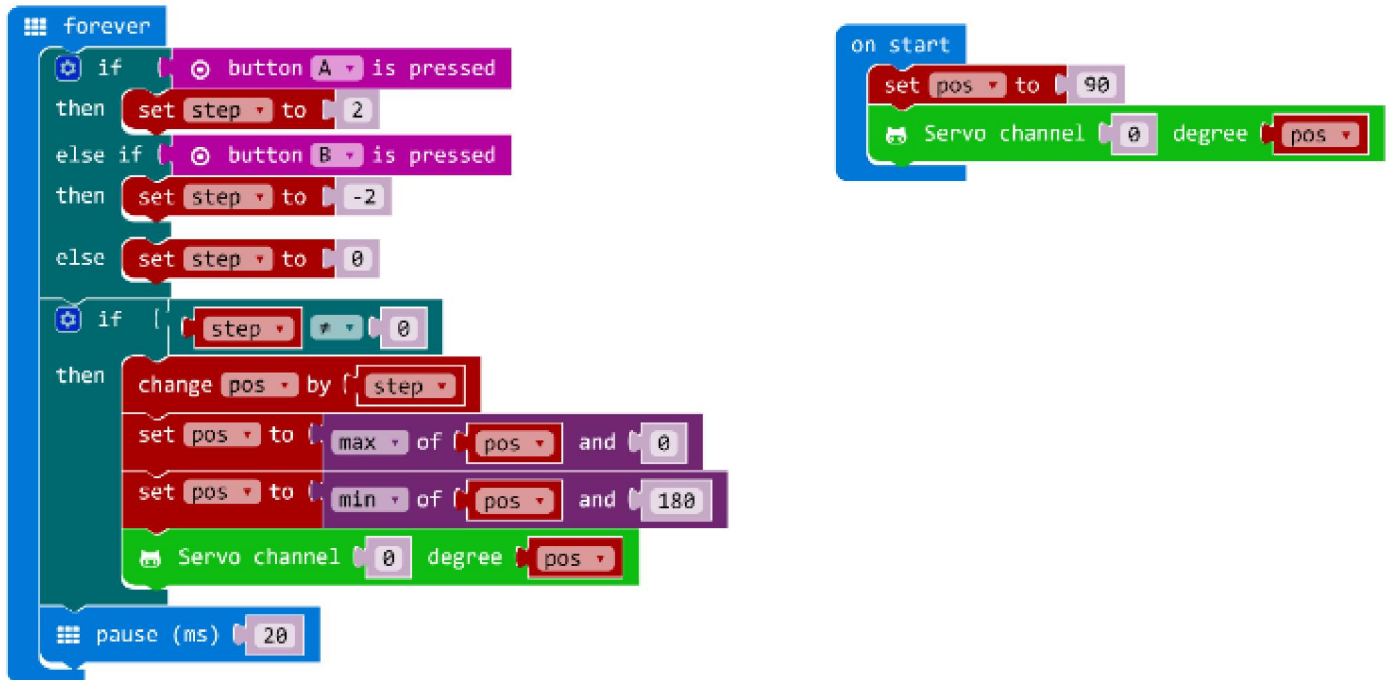 forever
if button A is pressed
then set step to 2
else if button B is pressed
then set step to -2
else set step to 0
if step ≠ 0
then change pos by step
set pos to max of pos and 0
set pos to min of pos and 180
Servo channel 0 degree pos
pause (ms) 20
on start
set pos to 90
Servo channel 0 degree pos